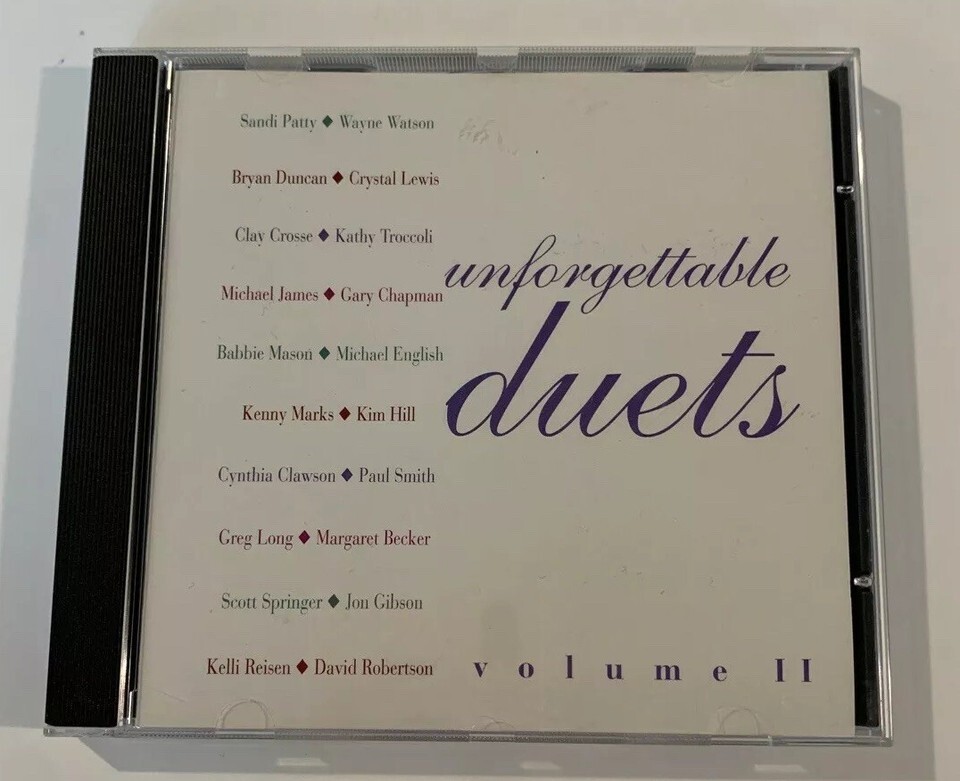 Sandi Patty ♦ Wayne Watson
Bryan Duncan ♦ Crystal Lewis
Clay Crosse ♦ Kathy Troccoli
Michael James ♦ Gary Chapman
Babbie Mason ♦ Michael English
Kenny Marks ♦ Kim Hill
Cynthia Clawson ♦ Paul Smith
Greg Long ♦ Margaret Becker
Scott Springer ♦ Jon Gibson
Kelli Reisen ♦ David Robertson
unforgettable
duets
volume II